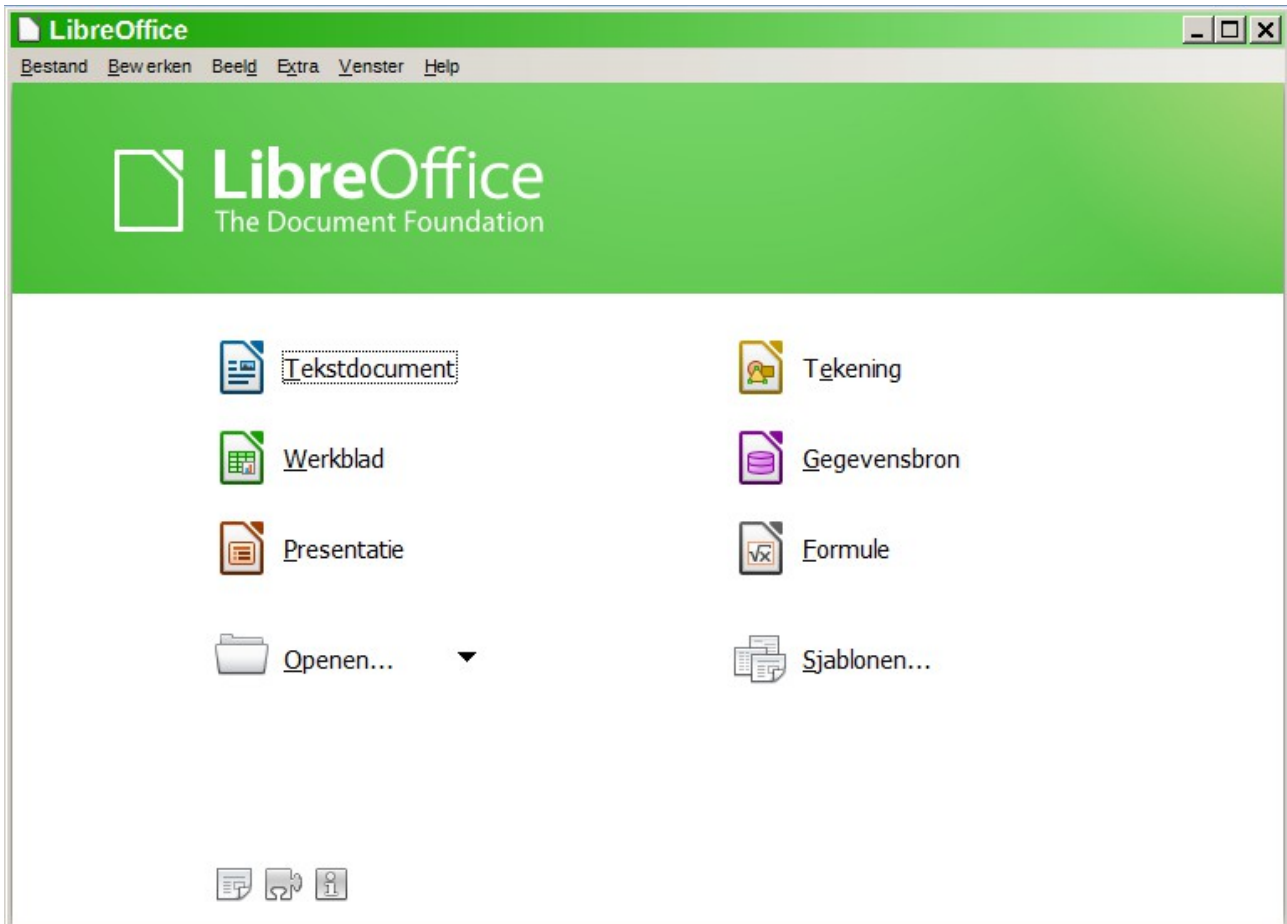 LibreOffice
Bestand Bewerken Beeld Extra Venster Help
LibreOffice
The Document Foundation
Tekstdocument Tekening
Werkblad Gegevensbron
Presentatie Formule
Openen... Sjablonen...